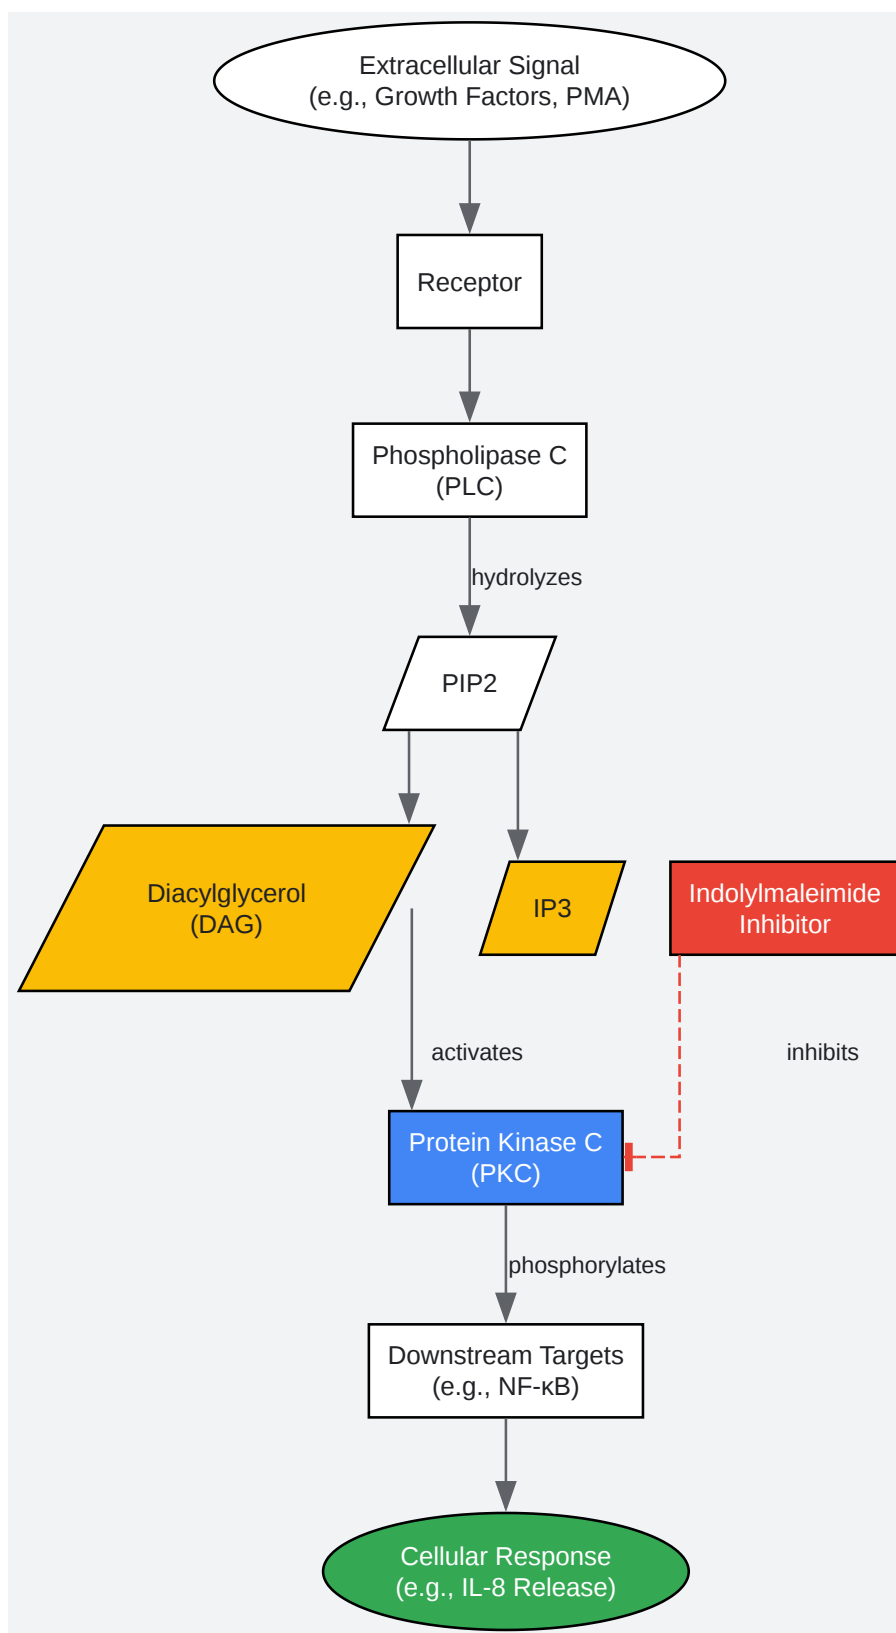 Extracellular Signal
(e.g., Growth Factors, PMA)
Receptor
Phospholipase C
(PLC)
hydrolyzes
PIP2
Diacylglycerol
(DAG)
IP3
Indolylmaleimide
Inhibitor
activates
inhibits
Protein Kinase C
(PKC)
phosphorylates
Downstream Targets
(e.g., NF-κB)
Cellular Response
(e.g., IL-8 Release)